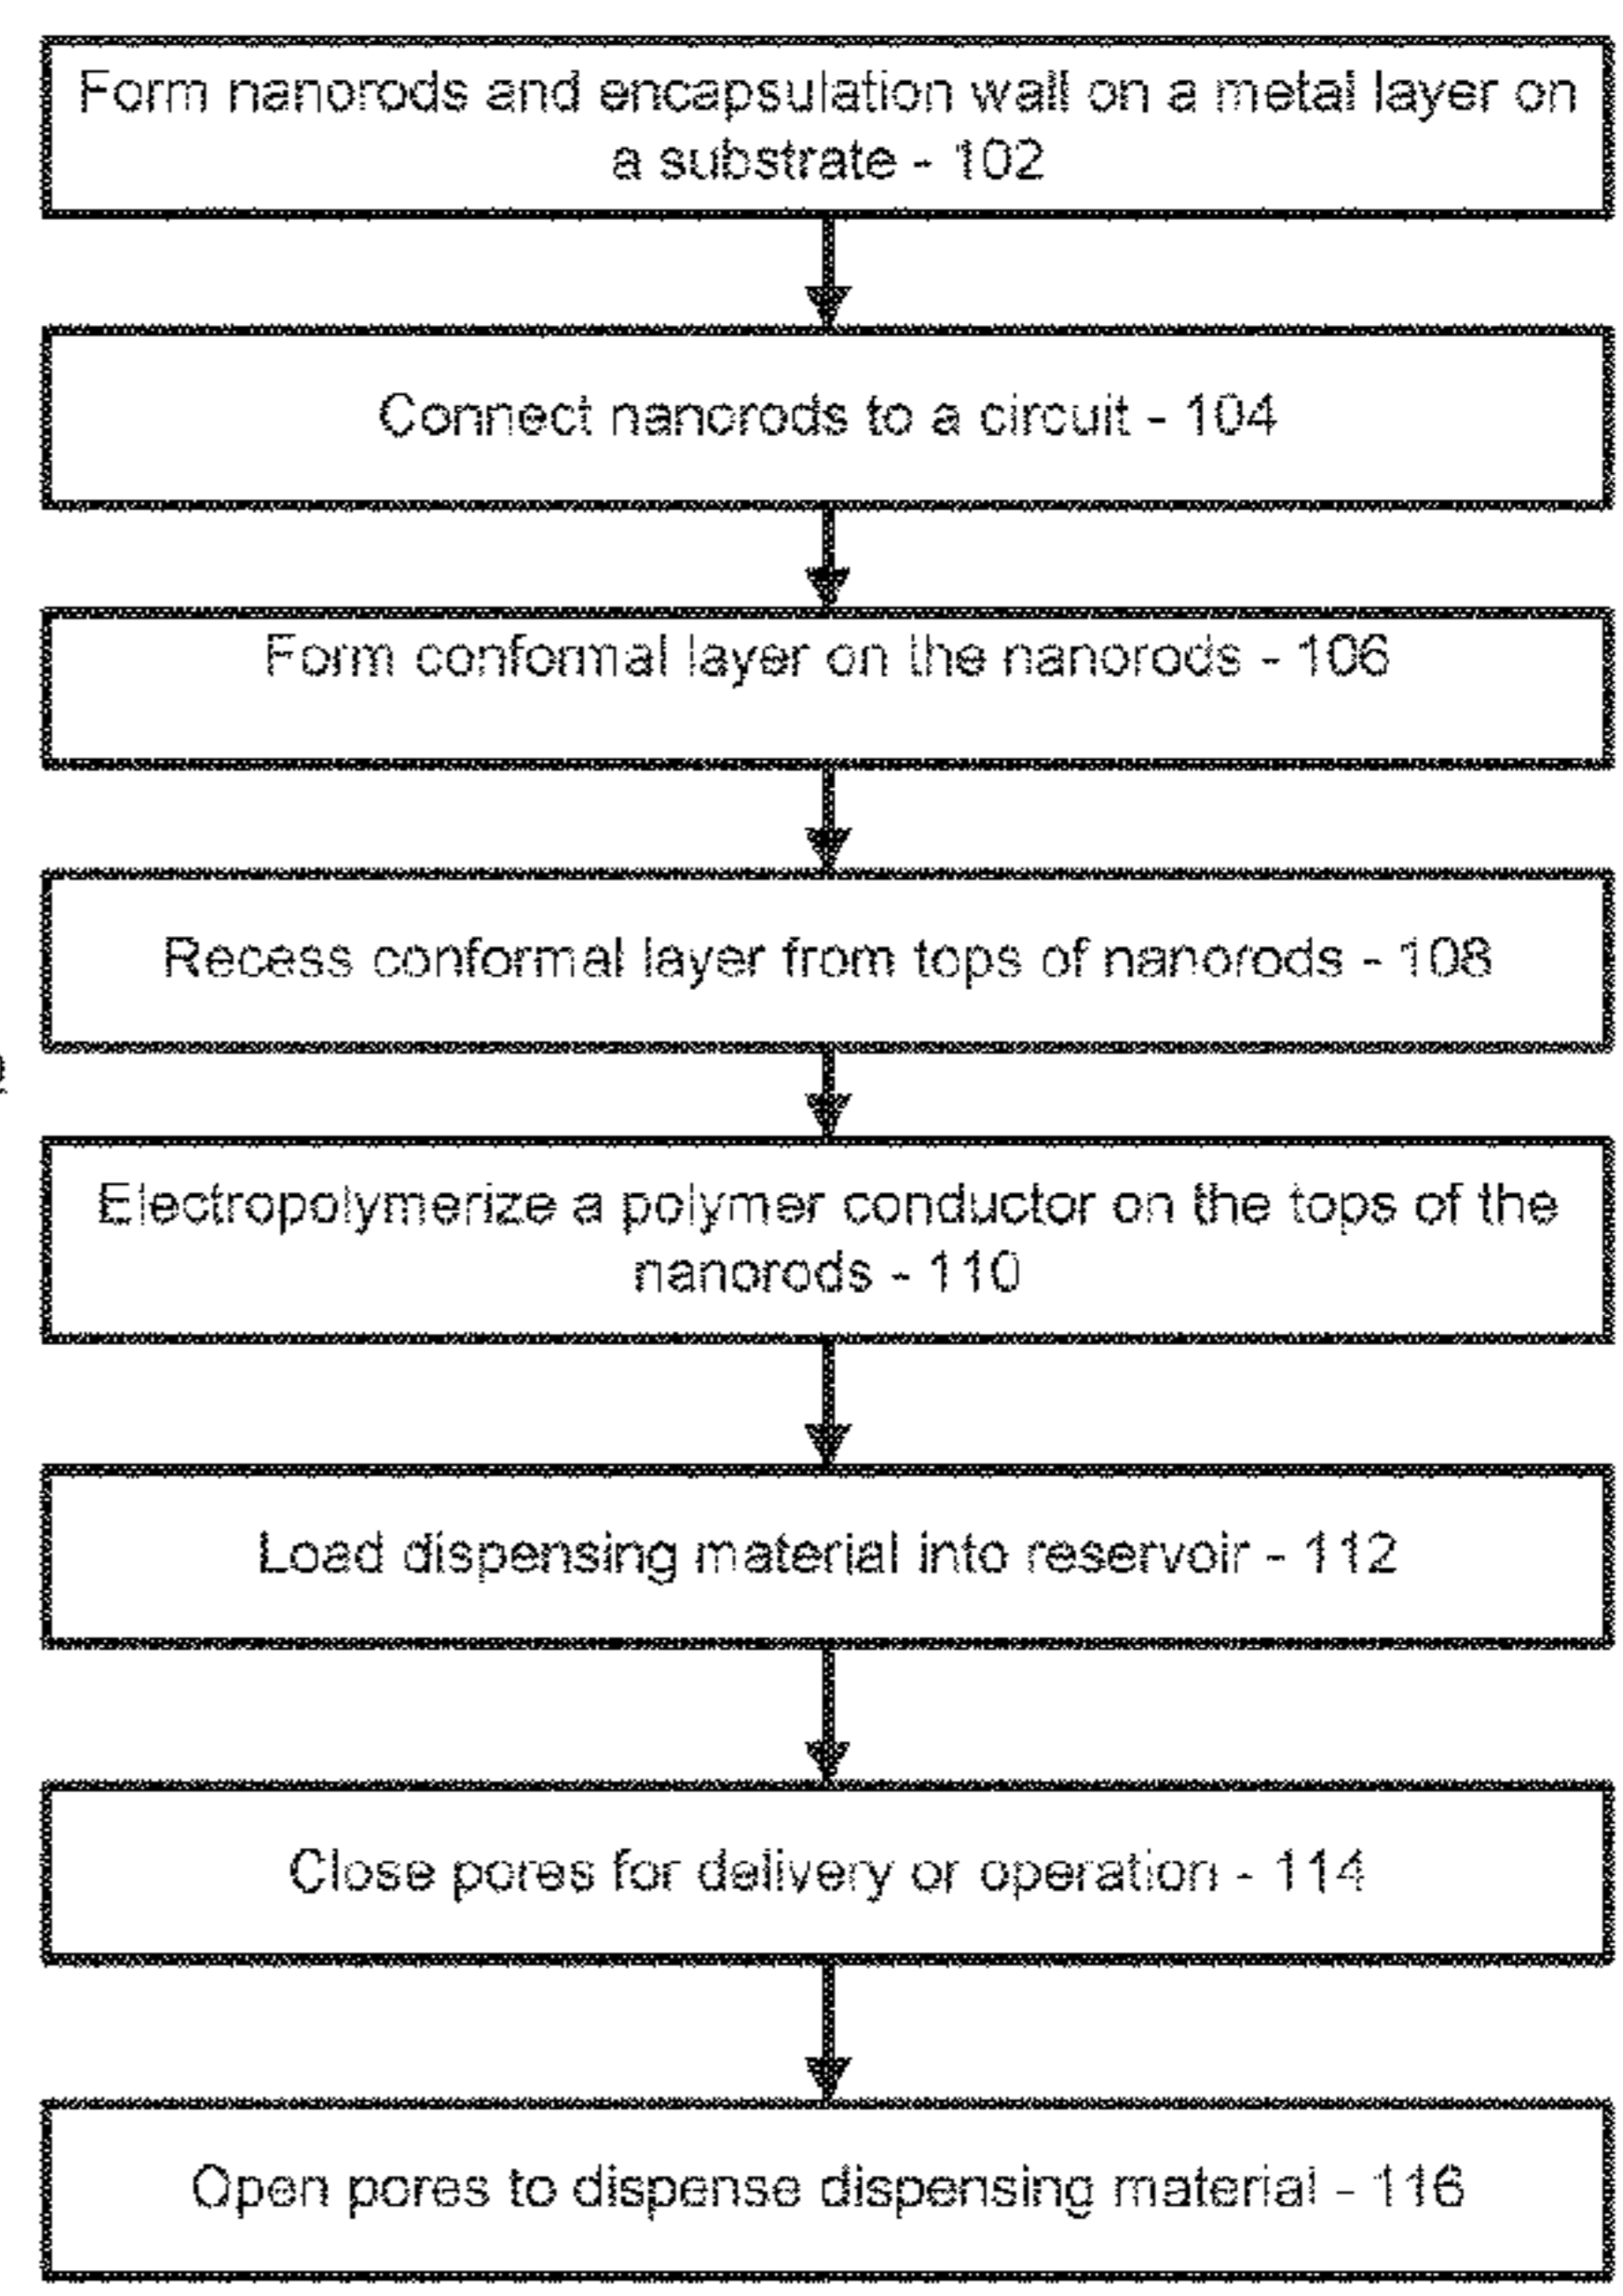 Form nanorods and encapsulation wall on a metal layer on
a substrate - 102
Connect nanorods to a circuit - 104
Form conformal layer on the nanorods - 106
Recess conformal layer from tops of nanorods - 108
Electropolymerize a polymer conductor on the tops of the
nanorods - 110
Load dispensing material into reservoir - 112
Close pores for delivery or operation - 114
Open pores to dispense dispensing material - 116